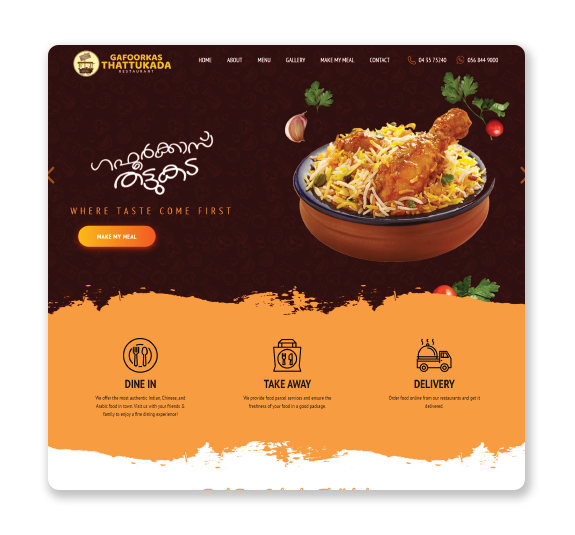 GAFOORKAS
THATTUKADA
RESTAURANT
HOME ABOUT MENU GALLERY MAKE MY MEAL CONTACT 04 35 75240 056 844 9000
ഗഫൂർക്കാസ്
തട്ടുകട
WHERE TASTE COME FIRST
MAKE MY MEAL
DINE IN
We offer the most authentic Indian, Chinese, and
Arabic food in town. Visit us with your friends &
family to enjoy a fine dining experience!
TAKE AWAY
We provide food parcel services and ensure the
freshness of your food in a good package.
DELIVERY
Order food online from our restaurants and get it
delivered.